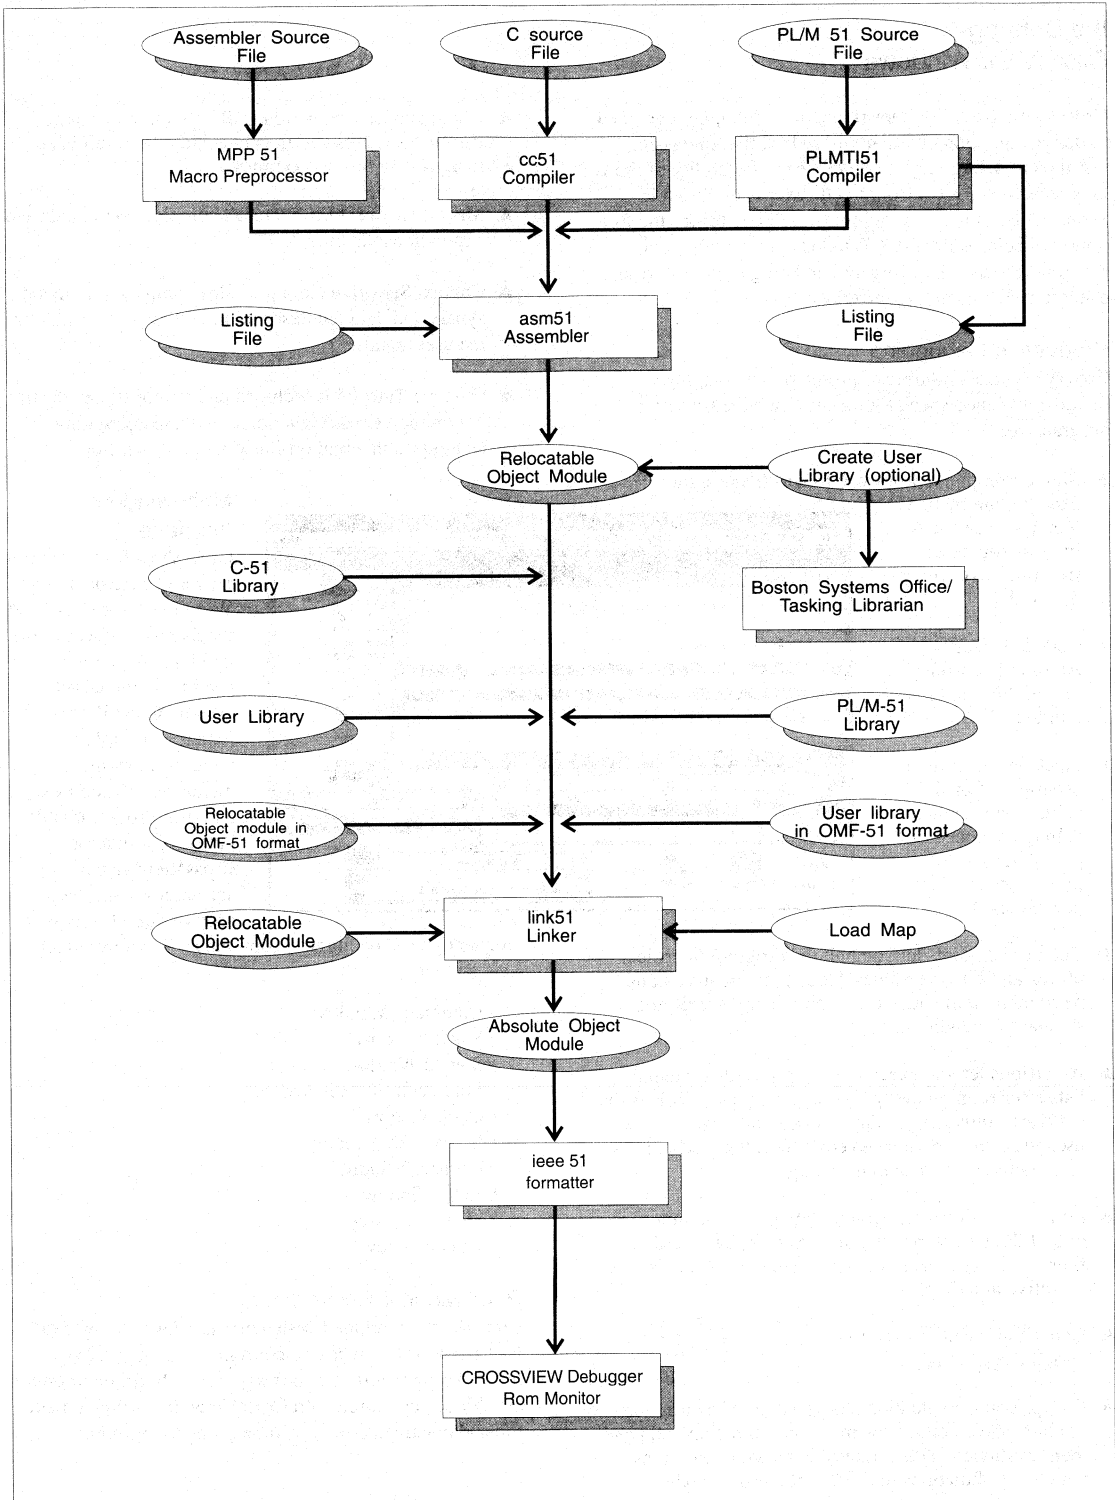 Assembler Source
File
C source
File
PL/M 51 Source
File
MPP 51
Macro Preprocessor
cc51
Compiler
PLMTI51
Compiler
Listing
File
asm51
Assembler
Listing
File
Relocatable
Object Module
Create User
Library (optional)
C-51
Library
Boston Systems Office/
Tasking Librarian
User Library
PL/M-51
Library
Relocatable
Object module in
OMF-51 format
User library
in OMF-51 format
Relocatable
Object Module
link51
Linker
Load Map
Absolute Object
Module
ieee 51
formatter
CROSSVIEW Debugger
Rom Monitor